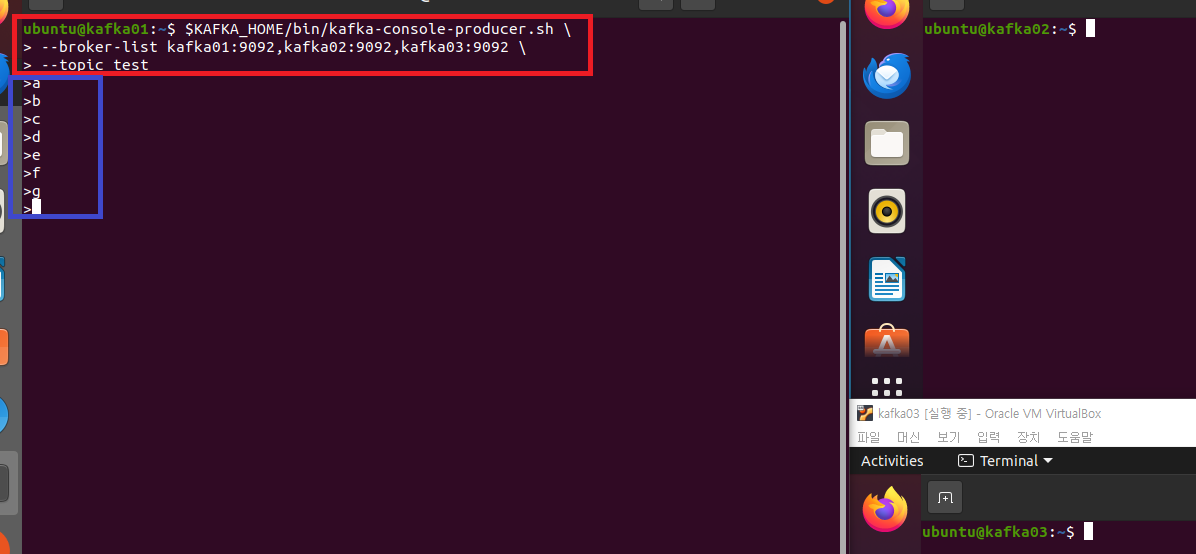 ubuntu@kafka01:~$ $KAFKA_HOME/bin/kafka-console-producer.sh \
> --broker-list kafka01:9092,kafka02:9092,kafka03:9092 \
> --topic test
>a
>b
>c
>d
>e
>f
>g
>
ubuntu@kafka02:~$
kafka03 [실행 중] - Oracle VM VirtualBox
파일 머신 보기 입력 장치 도움말
Activities Terminal
ubuntu@kafka03:~$